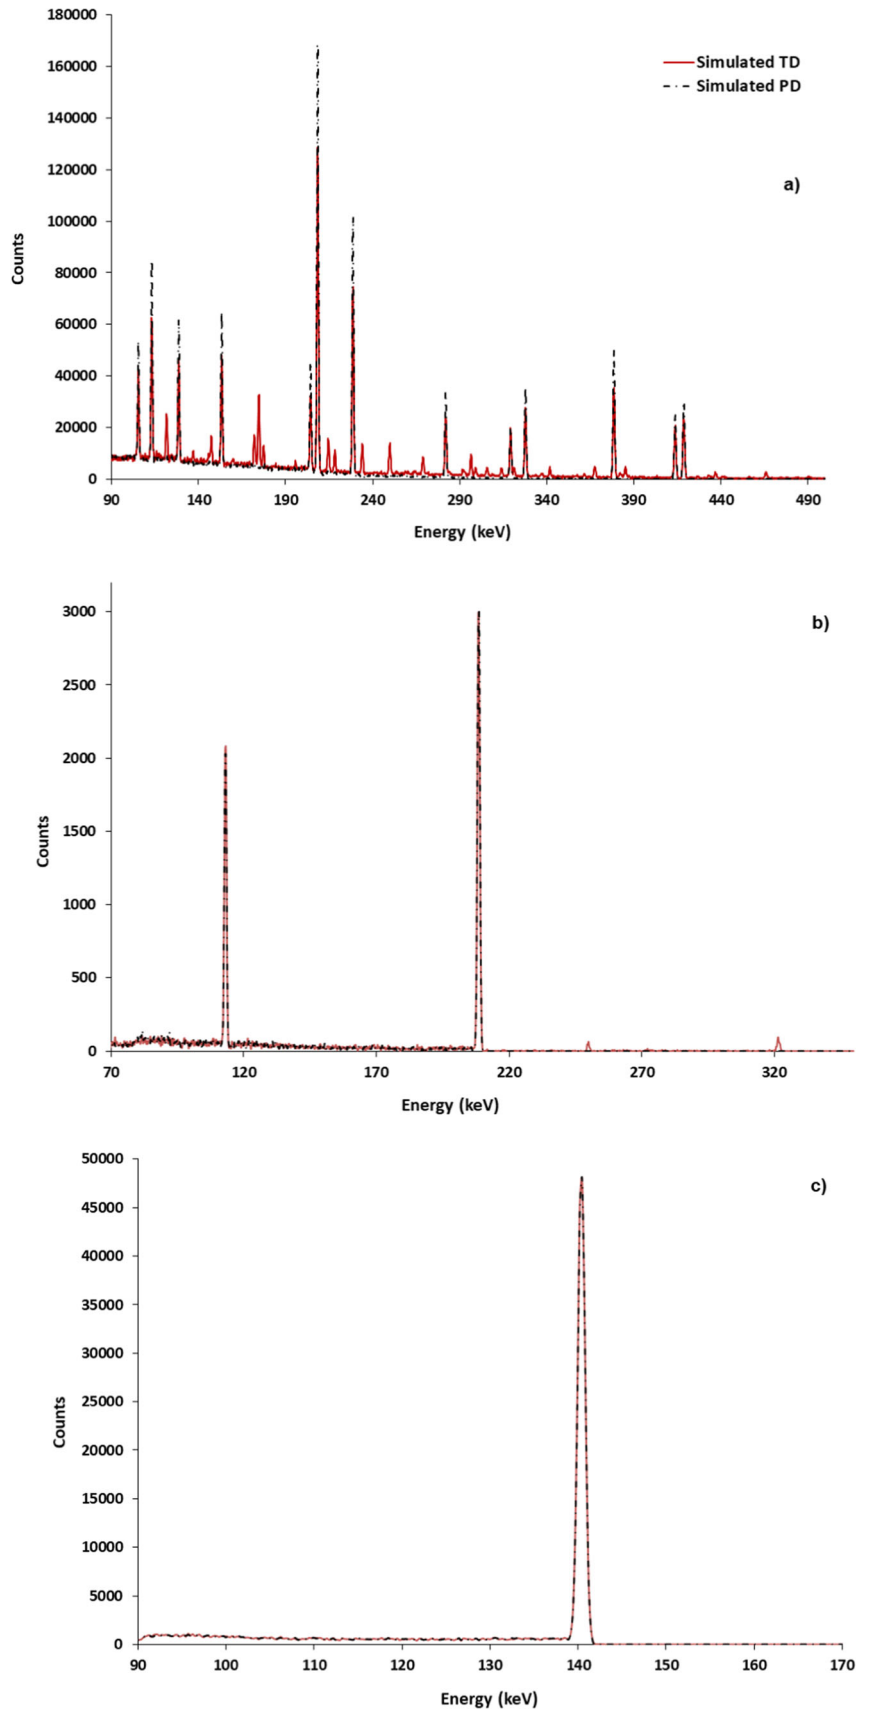 180000
160000
140000
120000
100000
80000
60000
40000
20000
0
Counts
Simulated TD
Simulated PD
a)
90 140 190 240 290 340 390 440 490
Energy (keV)
3000
2500
2000
1500
1000
500
0
Counts
b)
70 120 170 220 270 320
Energy (keV)
50000
45000
40000
35000
30000
25000
20000
15000
10000
5000
0
Counts
c)
90 100 110 120 130 140 150 160 170
Energy (keV)